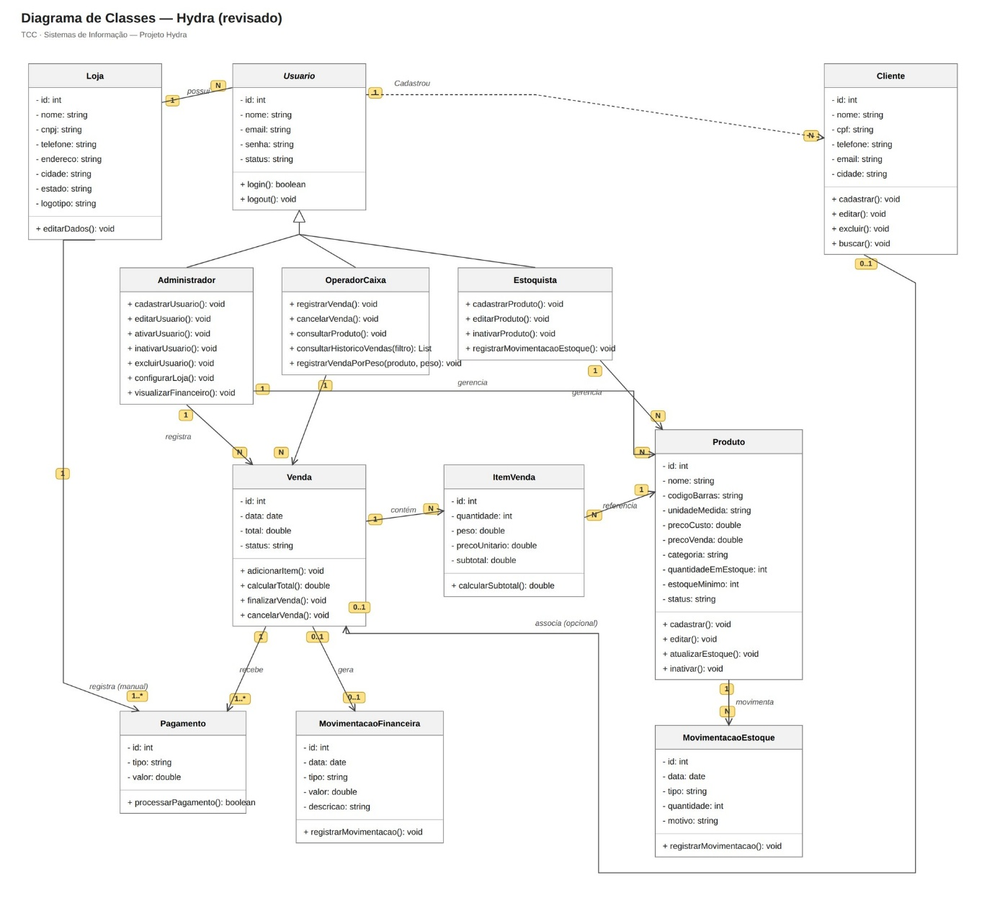 Diagrama de Classes — Hydra (revisado)
TCC · Sistemas de Informação — Projeto Hydra
Loja
- id: int
- nome: string
- cnpj: string
- telefone: string
- endereco: string
- cidade: string
- estado: string
- logotipo: string
+ editarDados(): void
1
possui
N
Usuario
- id: int
- nome: string
- email: string
- senha: string
- status: string
+ login(): boolean
+ logout(): void
1
Cadastrou
N
Cliente
- id: int
- nome: string
- cpf: string
- telefone: string
- email: string
- cidade: string
+ cadastrar(): void
+ editar(): void
+ excluir(): void
+ buscar(): void
0..1
Administrador
+ cadastrarUsuario(): void
+ editarUsuario(): void
+ ativarUsuario(): void
+ inativarUsuario(): void
+ excluirUsuario(): void
+ configurarLoja(): void
+ visualizarFinanceiro(): void
OperadorCaixa
+ registrarVenda(): void
+ cancelarVenda(): void
+ consultarProduto(): void
+ consultarHistoricoVendas(filtro): List
+ registrarVendaPorPeso(produto, peso): void
Estoquista
+ cadastrarProduto(): void
+ editarProduto(): void
+ inativarProduto(): void
+ registrarMovimentacaoEstoque(): void
1
1
gerencia
1
gerencia
N
1
registra
N
N
N
1
Venda
- id: int
- data: date
- total: double
- status: string
+ adicionarItem(): void
+ calcularTotal(): double
+ finalizarVenda(): void
+ cancelarVenda(): void
0..1
1
contém
N
ItemVenda
- id: int
- quantidade: int
- peso: double
- precoUnitario: double
- subtotal: double
+ calcularSubtotal(): double
N
referencia
1
Produto
- id: int
- nome: string
- codigoBarras: string
- unidadeMedida: string
- precoCusto: double
- precoVenda: double
- categoria: string
- quantidadeEmEstoque: int
- estoqueMinimo: int
- status: string
+ cadastrar(): void
+ editar(): void
+ atualizarEstoque(): void
+ inativar(): void
associa (opcional)
1
recebe
1..*
0..1
gera
0..1
registra (manual)
1..*
1
movimenta
N
Pagamento
- id: int
- tipo: string
- valor: double
+ processarPagamento(): boolean
MovimentacaoFinanceira
- id: int
- data: date
- tipo: string
- valor: double
- descricao: string
+ registrarMovimentacao(): void
MovimentacaoEstoque
- id: int
- data: date
- tipo: string
- quantidade: int
- motivo: string
+ registrarMovimentacao(): void